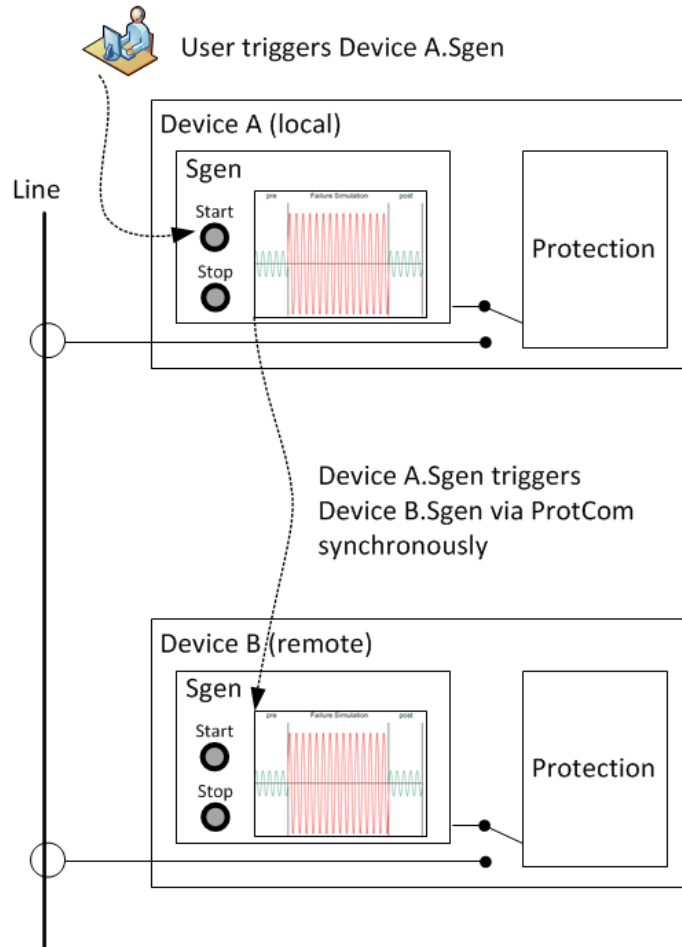 User triggers Device A.Sgen
Device A (local)
Sgen
Line
pre
Failure Simulation
post
Start
Stop
Protection
Device A.Sgen triggers
Device B.Sgen via ProtCom
synchronously
Device B (remote)
Sgen
pre
Failure Simulation
post
Start
Stop
Protection